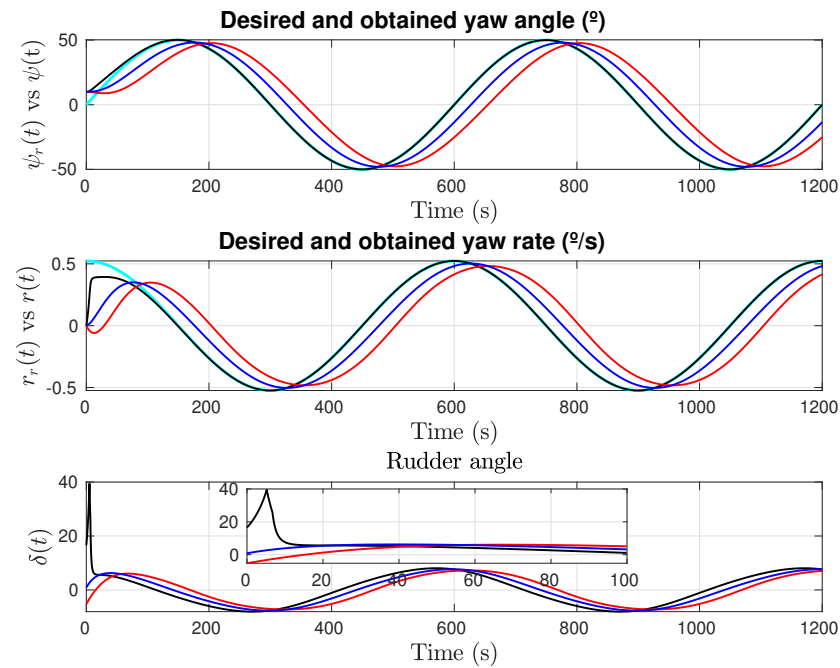 Desired and obtained yaw angle (º)
50
0
-50
ψ_r(t) vs ψ(t)
0 200 400 600 800 1000 1200
Time (s)
Desired and obtained yaw rate (º/s)
0.5
0
-0.5
r_r(t) vs r(t)
0 200 400 600 800 1000 1200
Time (s)
Rudder angle
40
20
0
δ(t)
40
20
0
0 20 40 60 80 100
0 200 400 600 800 1000 1200
Time (s)